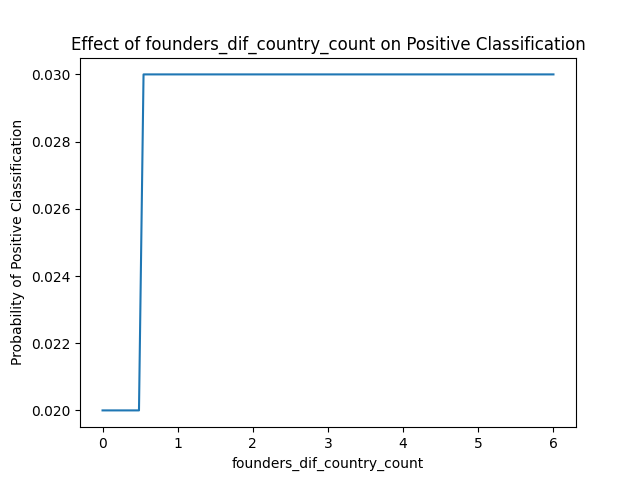 Effect of founders_dif_country_count on Positive Classification
Probability of Positive Classification
0.030
0.028
0.026
0.024
0.022
0.020
0 1 2 3 4 5 6
founders_dif_country_count